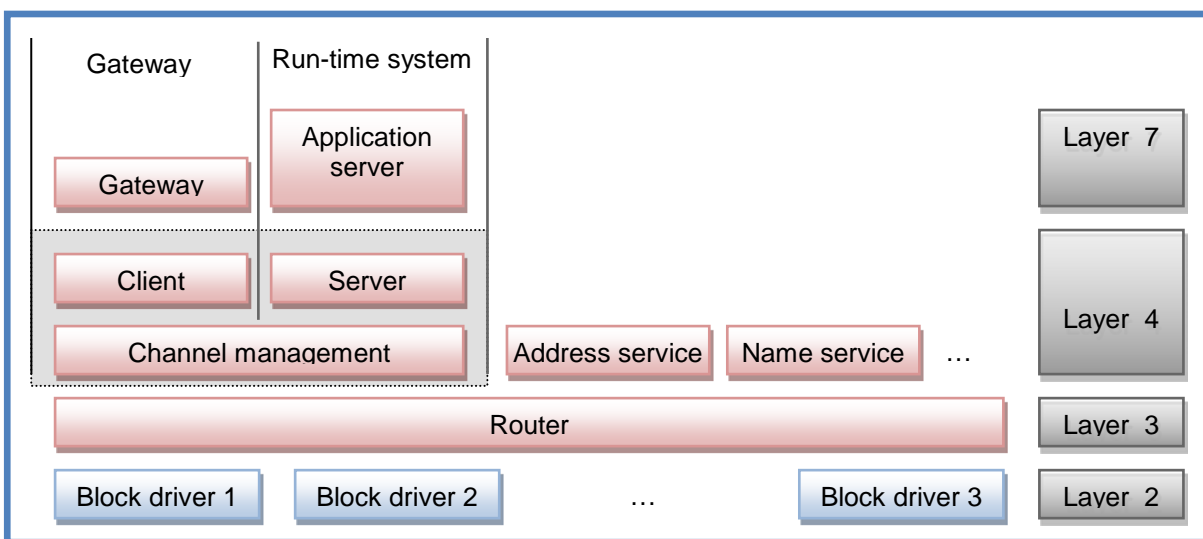 Gateway
Run-time system
Application
server
Layer 7
Gateway
Client
Server
Layer 4
Channel management
Address service
Name service
…
Router
Layer 3
Block driver 1
Block driver 2
…
Block driver 3
Layer 2